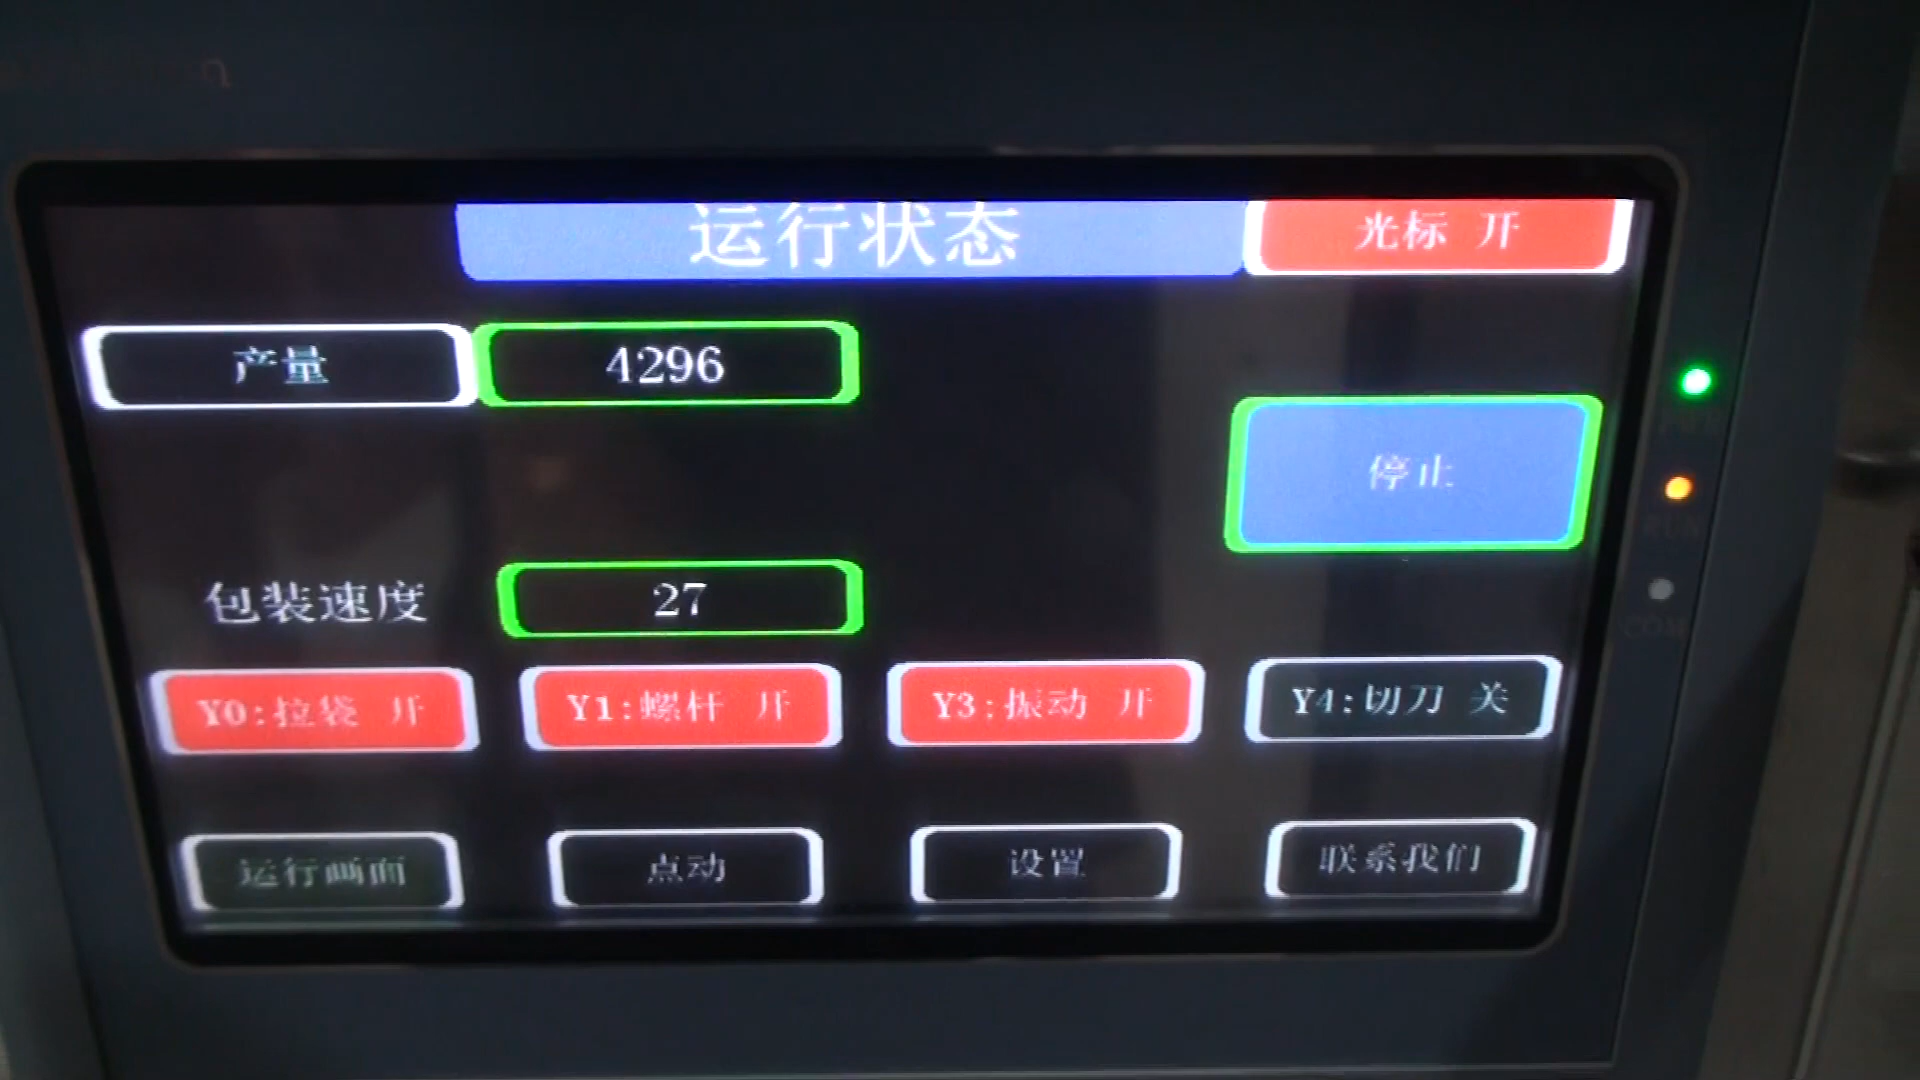 运行状态
光标 开
产量
4296
停止
包装速度
27
RUN
COM
Y0:拉袋 开
Y1:螺杆 开
Y3:振动 开
Y4:切刀 关
运行画面
点动
设置
联系我们